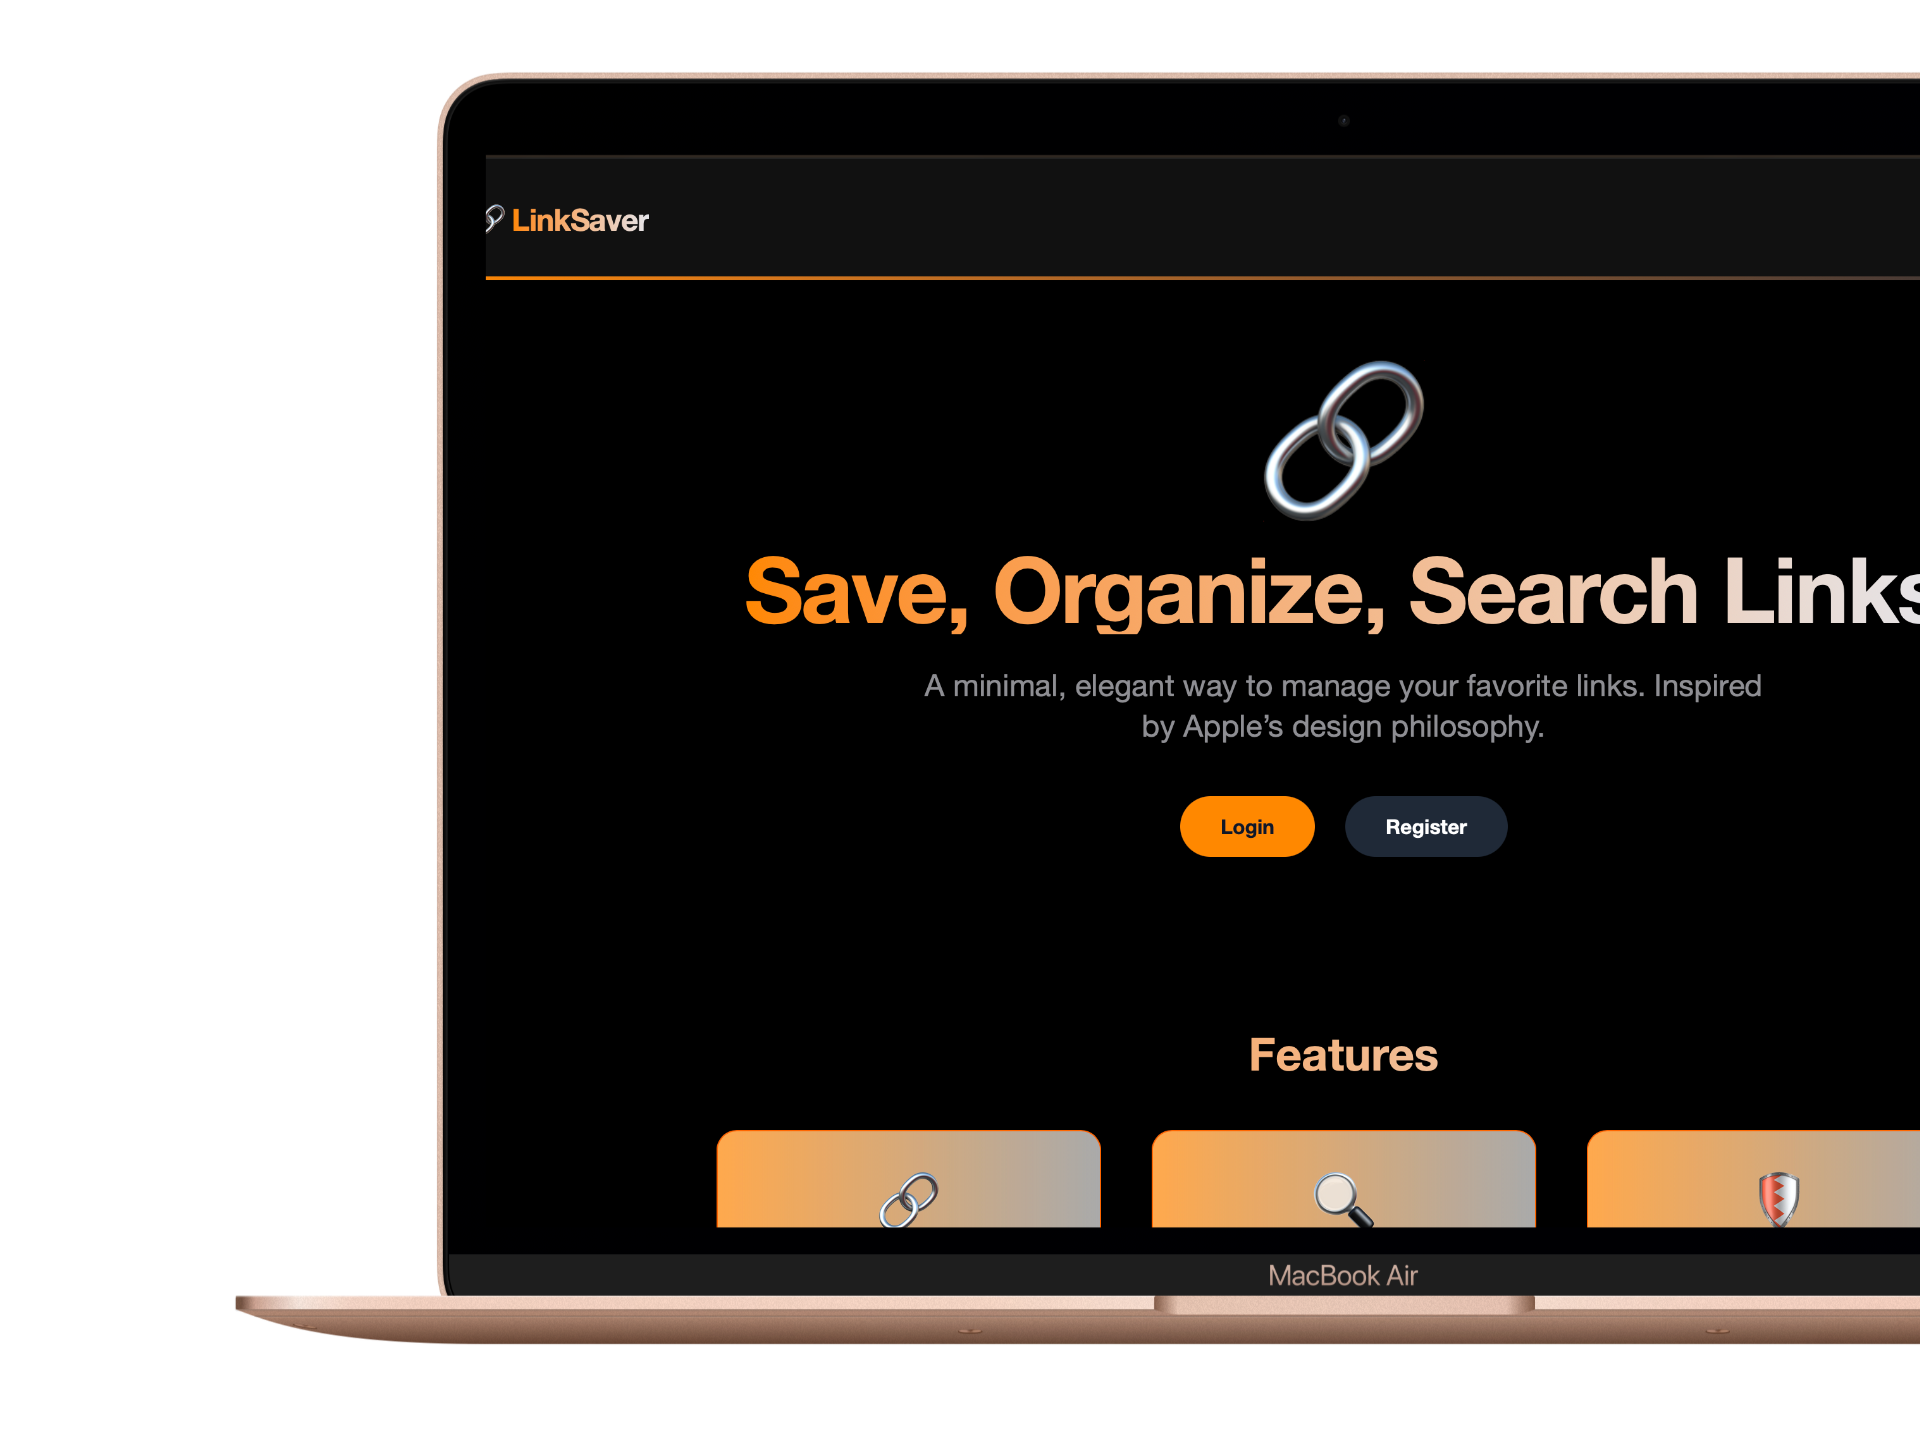 LinkSaver
Save, Organize, Search Links
A minimal, elegant way to manage your favorite links. Inspired
by Apple’s design philosophy.
Login
Register
Features
MacBook Air